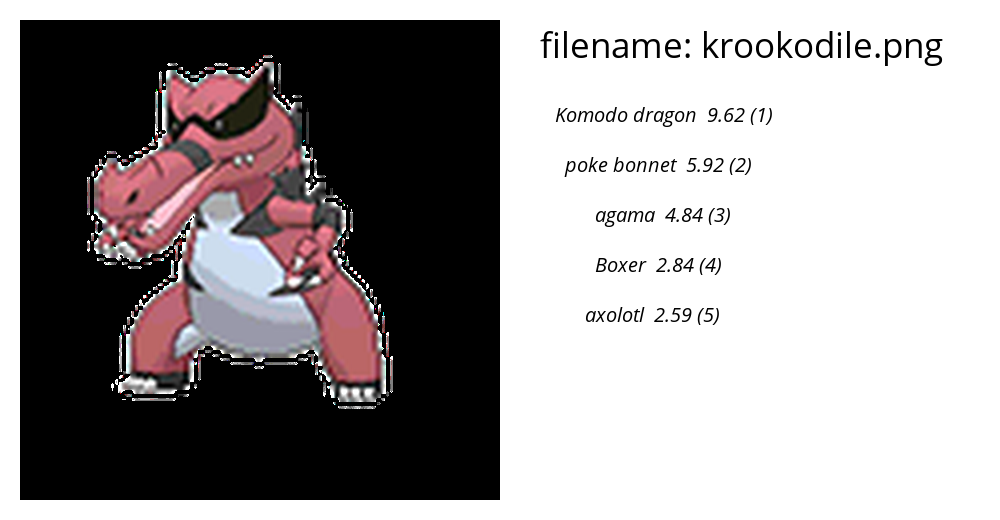 filename: krookodile.png
Komodo dragon 9.62 (1)
poke bonnet 5.92 (2)
agama 4.84 (3)
Boxer 2.84 (4)
axolotl 2.59 (5)